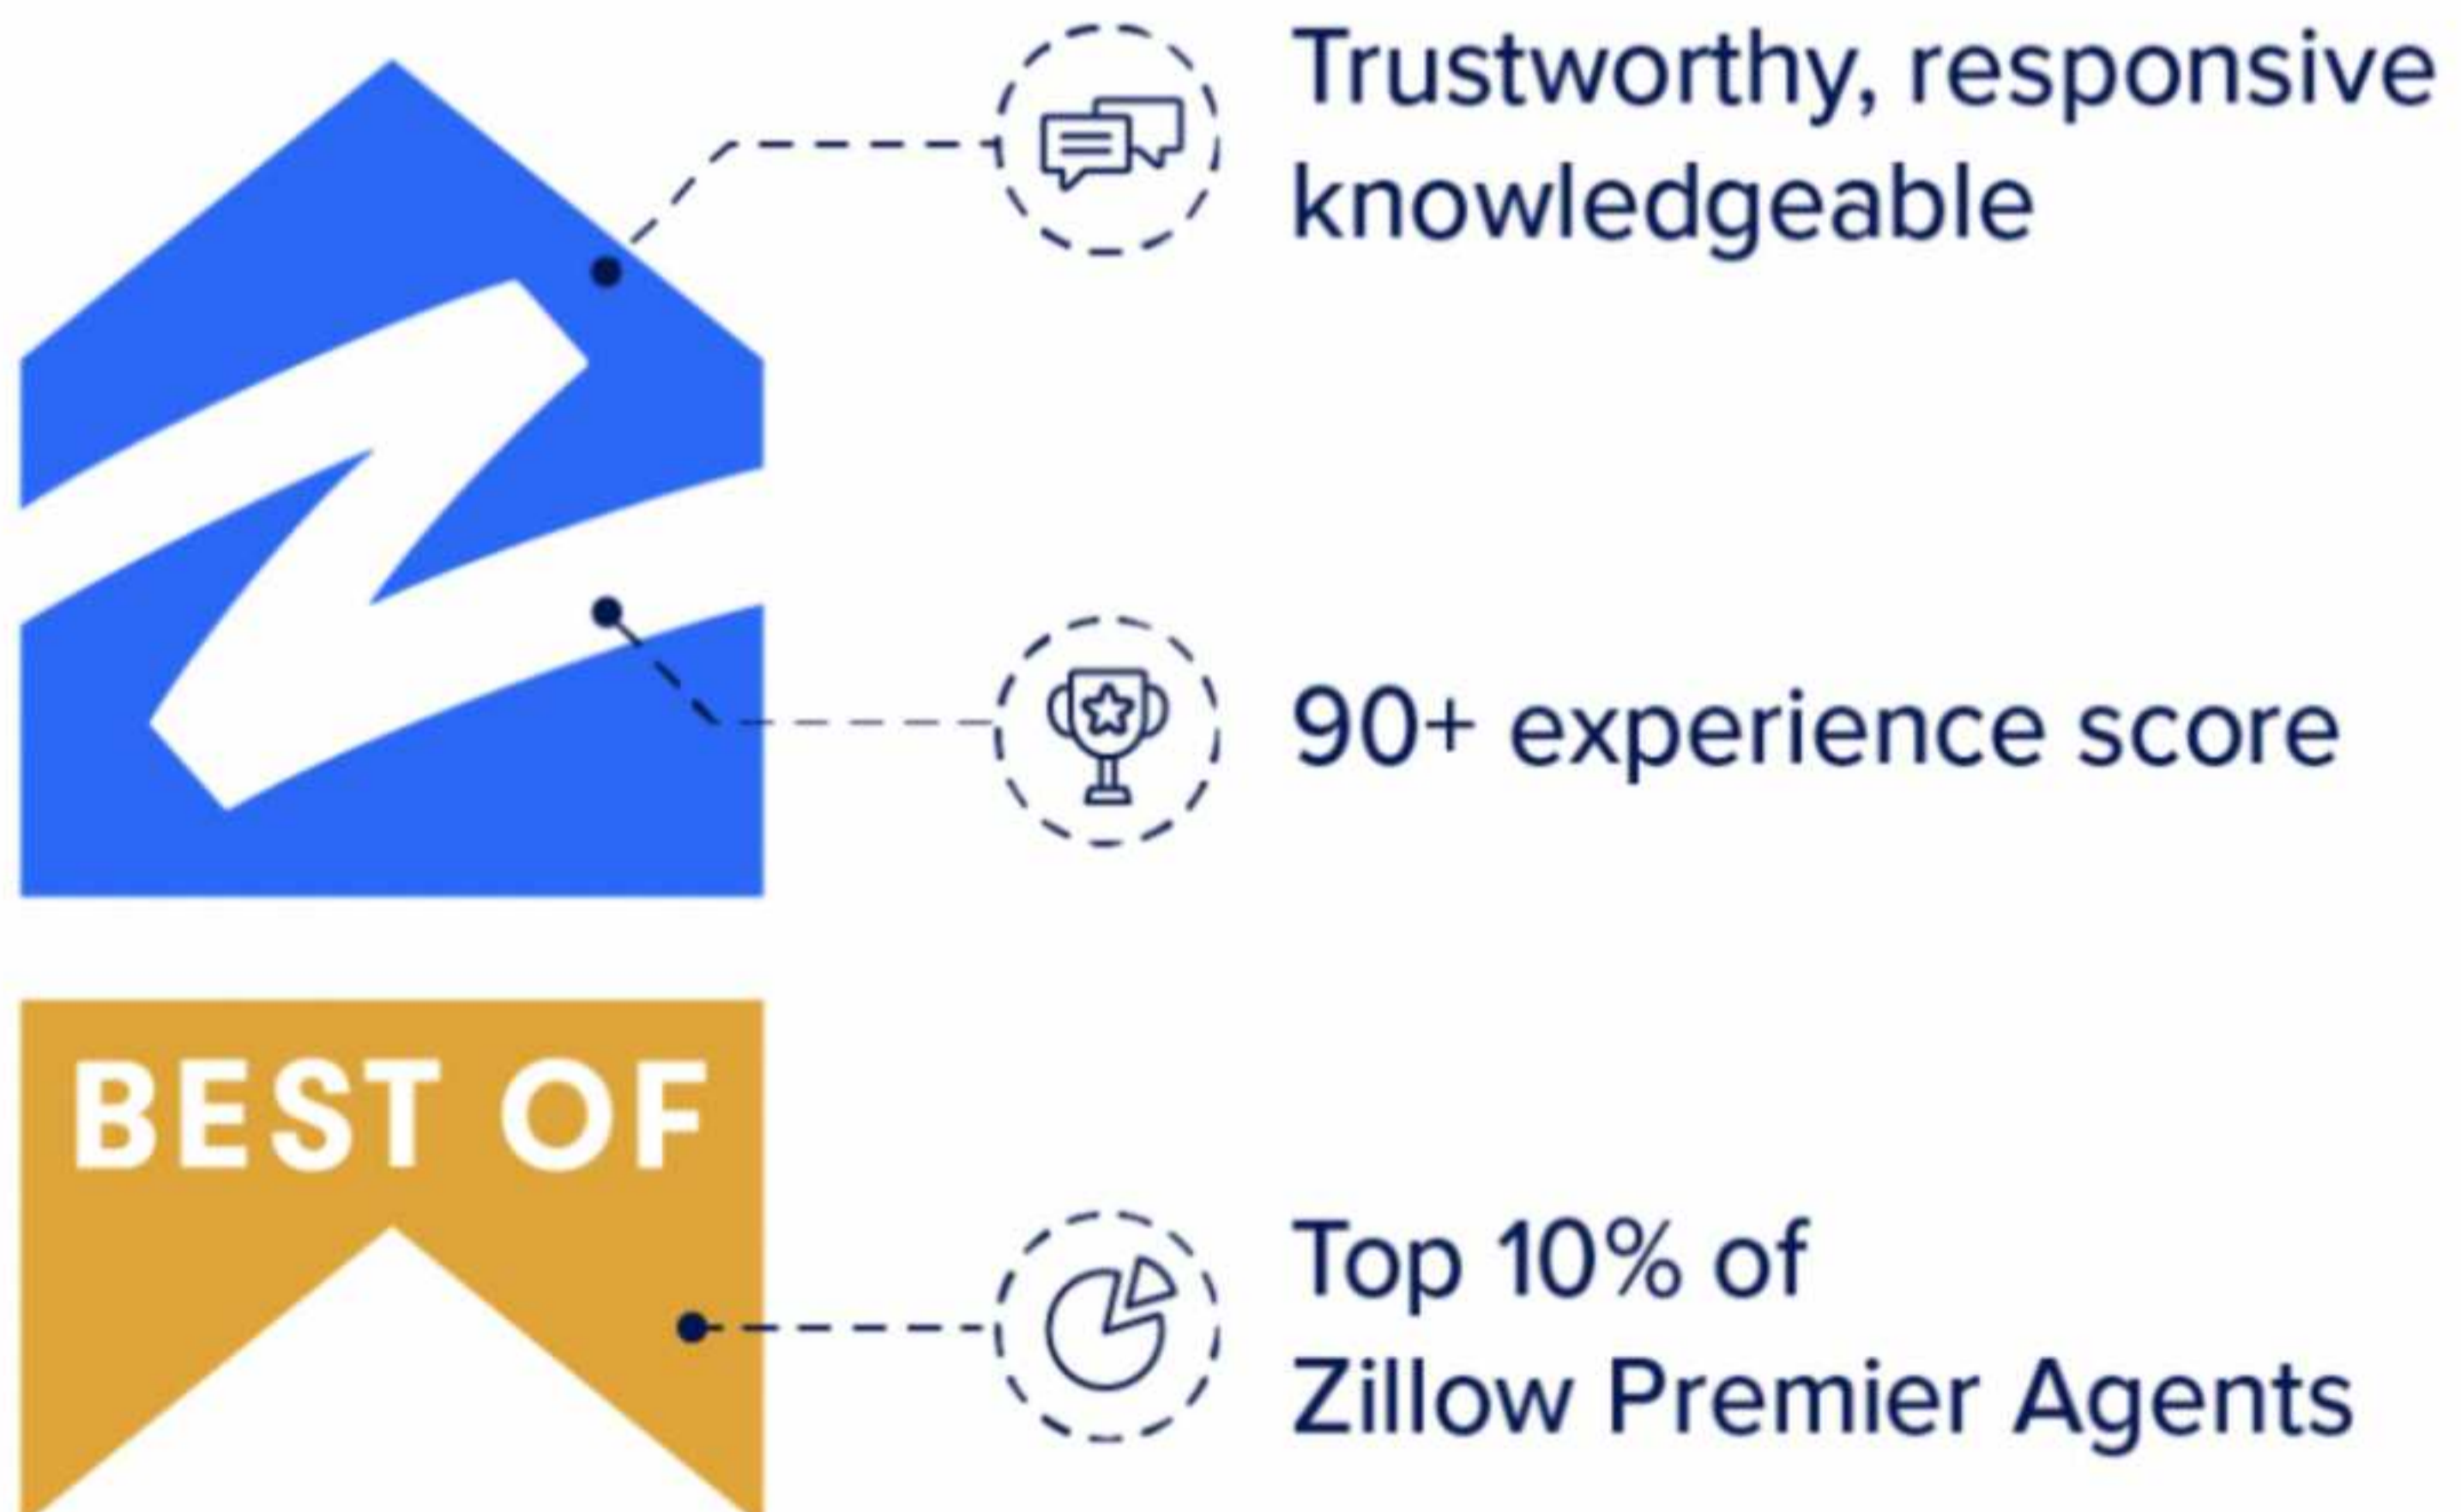 Trustworthy, responsive
knowledgeable
90+ experience score
BEST OF
Top 10% of
Zillow Premier Agents